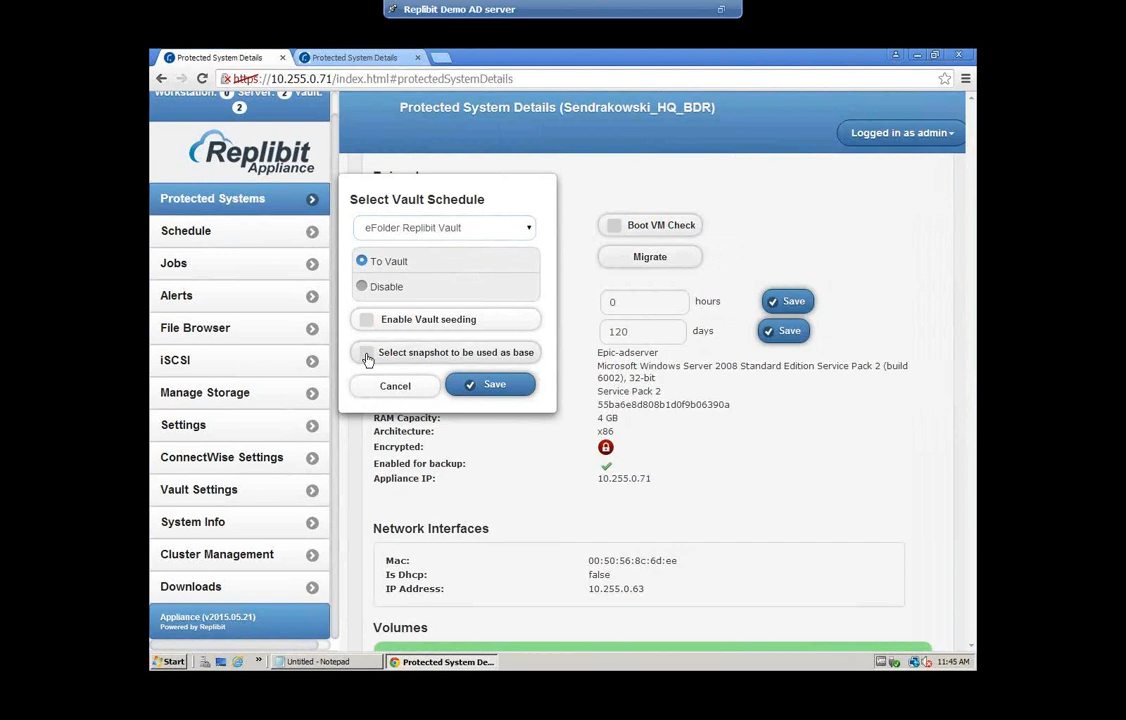 Replibit Demo AD server
Protected System Details
Protected System Details
https://10.255.0.71/index.html#protectedSystemDetails
Workstation: 0 Server: 2 Vault:
2
Protected System Details (Sendrakowski_HQ_BDR)
Logged in as admin
Replibit
Appliance
Protected Systems
Schedule
Jobs
Alerts
File Browser
iSCSI
Manage Storage
Settings
ConnectWise Settings
Vault Settings
System Info
Cluster Management
Downloads
Appliance (v2015.05.21)
Powered by Replibit
Select Vault Schedule
eFolder Replibit Vault
To Vault
Disable
Enable Vault seeding
Select snapshot to be used as base
Cancel
Save
Boot VM Check
Migrate
0 hours Save
120 days Save
Epic-adserver
Microsoft Windows Server 2008 Standard Edition Service Pack 2 (build
6002), 32-bit
Service Pack 2
55ba6e8d808b1d0f9b06390a
RAM Capacity: 4 GB
Architecture: x86
Encrypted:
Enabled for backup:
Appliance IP: 10.255.0.71
Network Interfaces
Mac: 00:50:56:8c:6d:ee
Is Dhcp: false
IP Address: 10.255.0.63
Volumes
Start
Untitled - Notepad
Protected System De...
11:45 AM